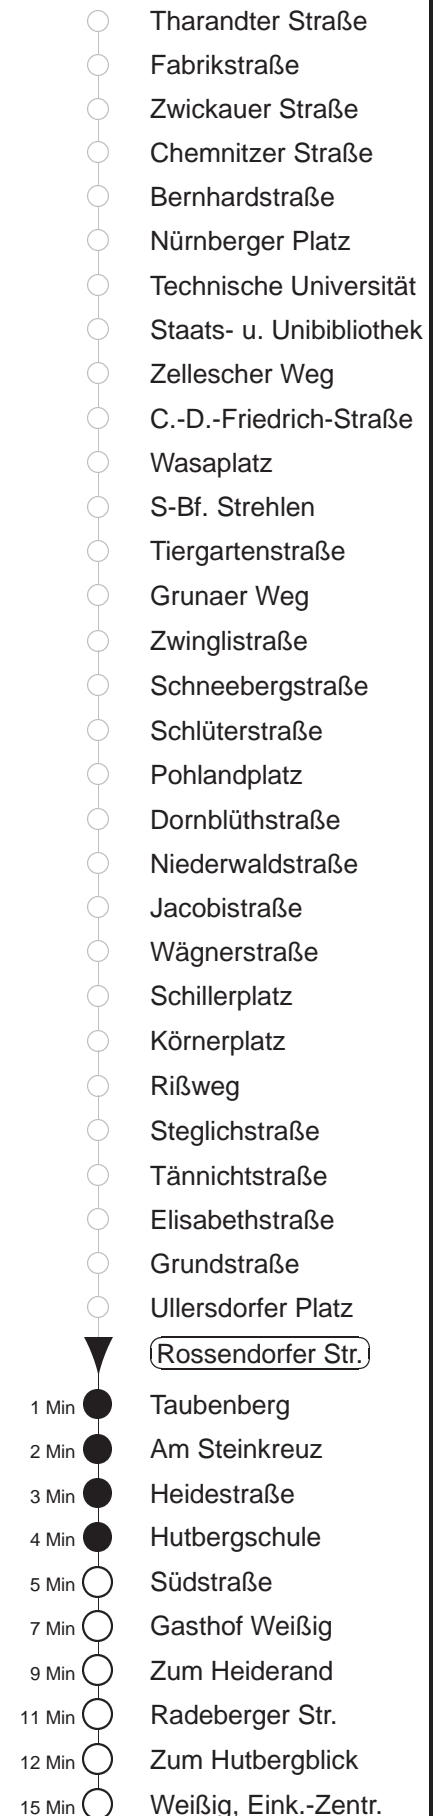 Tharandter Straße
Fabrikstraße
Zwickauer Straße
Chemnitzer Straße
Bernhardstraße
Nürnberger Platz
Technische Universität
Staats- u. Unibibliothek
Zellescher Weg
C.-D.-Friedrich-Straße
Wasaplatz
S-Bf. Strehlen
Tiergartenstraße
Grunaer Weg
Zwinglistraße
Schneebergstraße
Schlüterstraße
Pohlandplatz
Dornblüthstraße
Niederwaldstraße
Jacobistraße
Wägnerstraße
Schillerplatz
Körnerplatz
Rißweg
Steglichstraße
Tännichtstraße
Elisabethstraße
Grundstraße
Ullersdorfer Platz
Rossendorfer Str.
1 Min Taubenberg
2 Min Am Steinkreuz
3 Min Heidestraße
4 Min Hutbergschule
5 Min Südstraße
7 Min Gasthof Weißig
9 Min Zum Heiderand
11 Min Radeberger Str.
12 Min Zum Hutbergblick
15 Min Weißig, Eink.-Zentr.